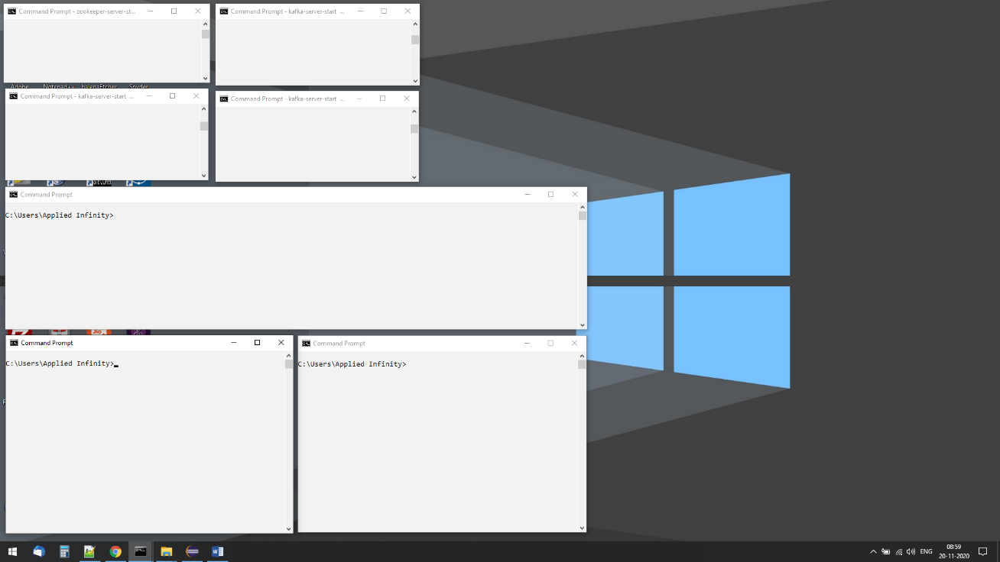 Command Prompt - zookeeper-server-st...
Command Prompt - kafka-server-start ...
Adobe Notepad++ balenaEtcher Spyder
Command Prompt - kafka-server-start ...
Command Prompt - kafka-server-start ...
Command Prompt
C:\Users\Applied Infinity>
Command Prompt
C:\Users\Applied Infinity>
Command Prompt
C:\Users\Applied Infinity>
ENG
08:59
20-11-2020